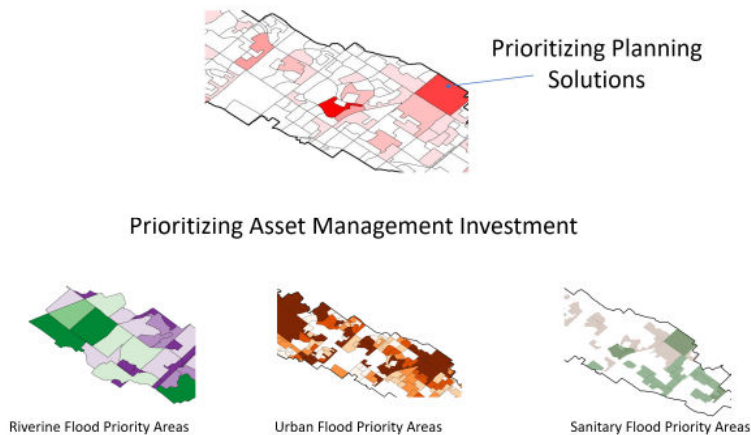 Prioritizing Planning
Solutions
Prioritizing Asset Management Investment
Riverine Flood Priority Areas
Urban Flood Priority Areas
Sanitary Flood Priority Areas